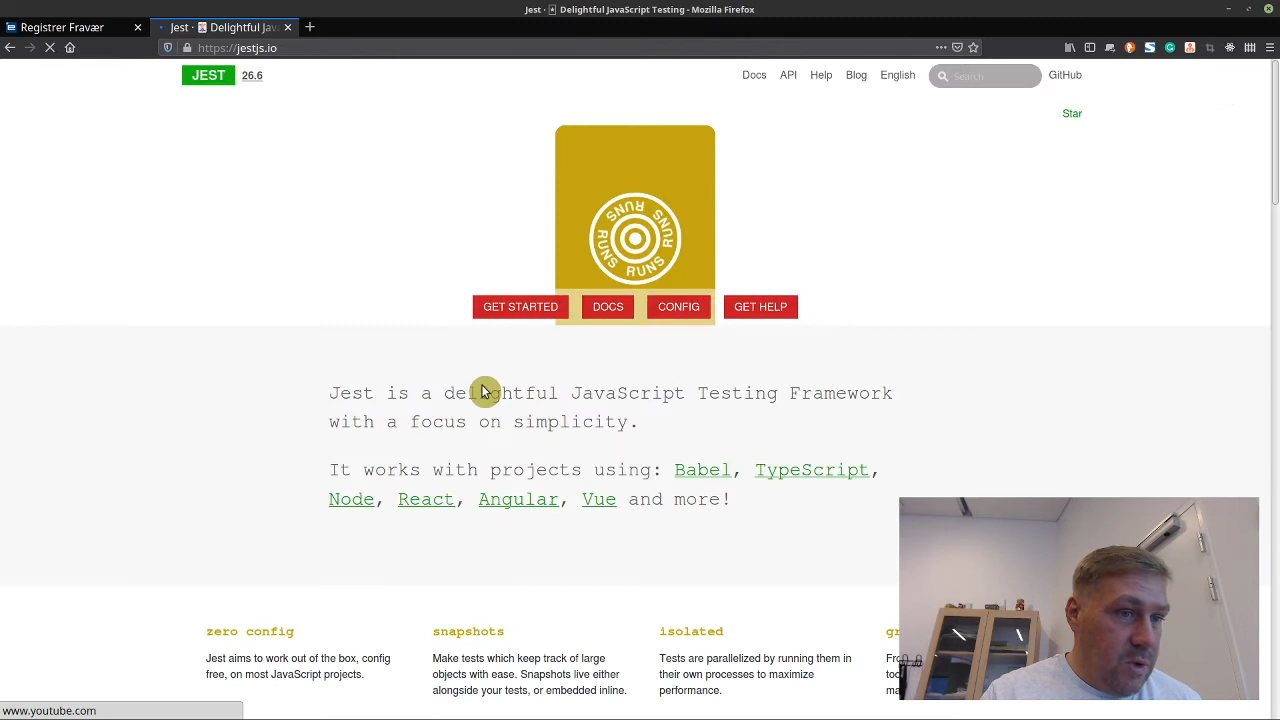 Jest · 🃏 Delightful JavaScript Testing - Mozilla Firefox
Registrer Fravær
Jest · 🃏 Delightful Jav
https://jestjs.io
JEST 26.6
Docs API Help Blog English Search GitHub
Star
RUNS RUNS RUNS RUNS RUNS
GET STARTED DOCS CONFIG GET HELP
Jest is a delightful JavaScript Testing Framework
with a focus on simplicity.
It works with projects using: Babel, TypeScript,
Node, React, Angular, Vue and more!
zero config
Jest aims to work out of the box, config
free, on most JavaScript projects.
snapshots
Make tests which keep track of large
objects with ease. Snapshots live either
alongside your tests, or embedded inline.
isolated
Tests are parallelized by running them in
their own processes to maximize
performance.
www.youtube.com